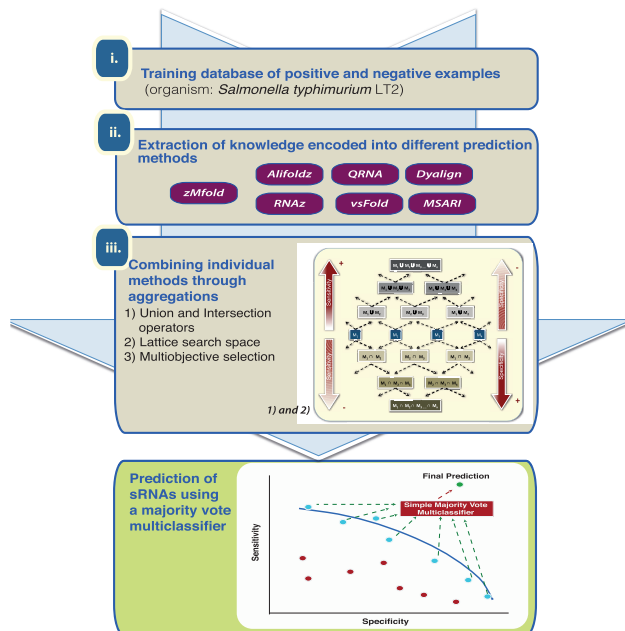 i.
Training database of positive and negative examples
(organism: Salmonella typhimurium LT2)
ii.
Extraction of knowledge encoded into different prediction
methods
zMfold
Alifoldz
QRNA
Dyalign
RNAz
vsFold
MSARI
iii.
Combining individual
methods through
aggregations
1) Union and Intersection
operators
2) Lattice search space
3) Multiobjective selection
1) and 2)
+
-
Sensitivity
Sensitivity
-
+
Specificity
Prediction of
sRNAs using
a majority vote
multiclassifier
Final Prediction
Simple Majority Vote
Multiclassifier
Sensitivity
Specificity